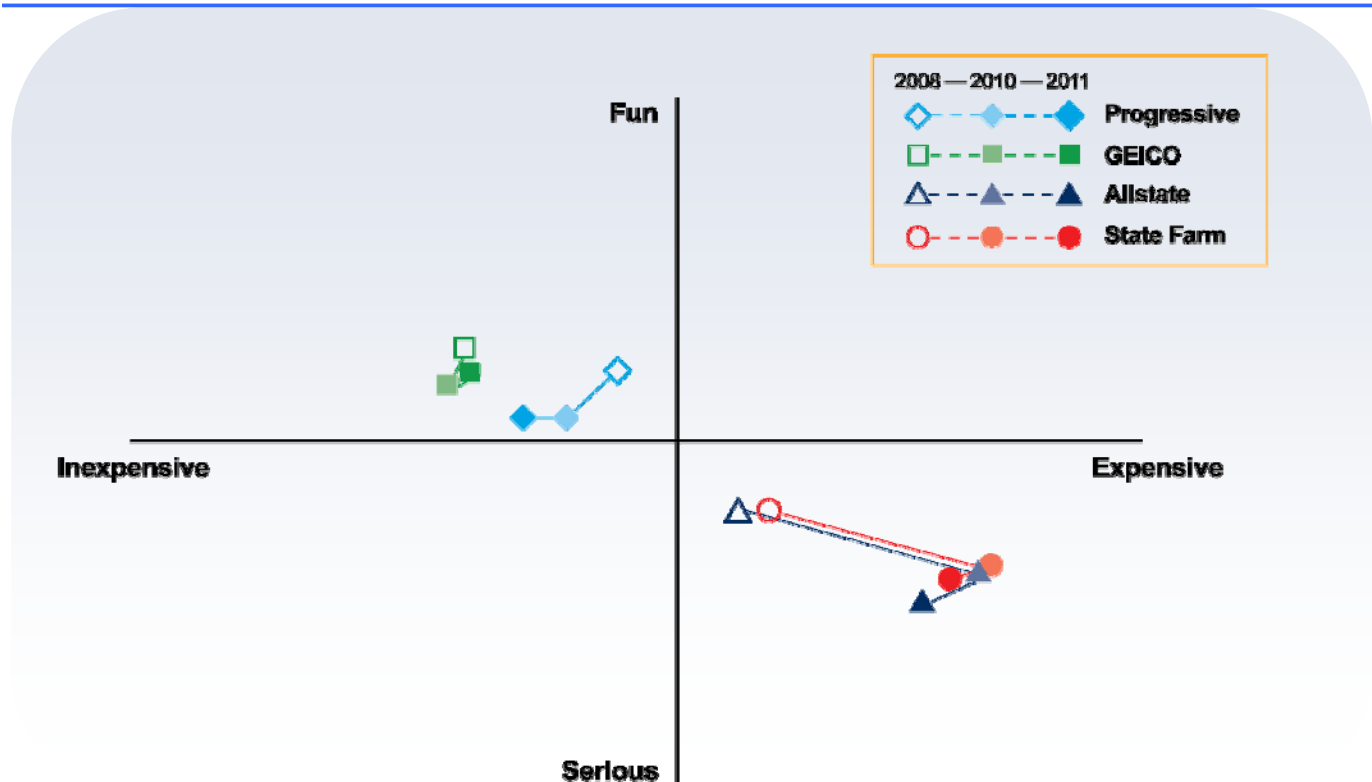 2008 — 2010 — 2011
Fun
Progressive
GEICO
Allstate
State Farm
Inexpensive
Expensive
Serious